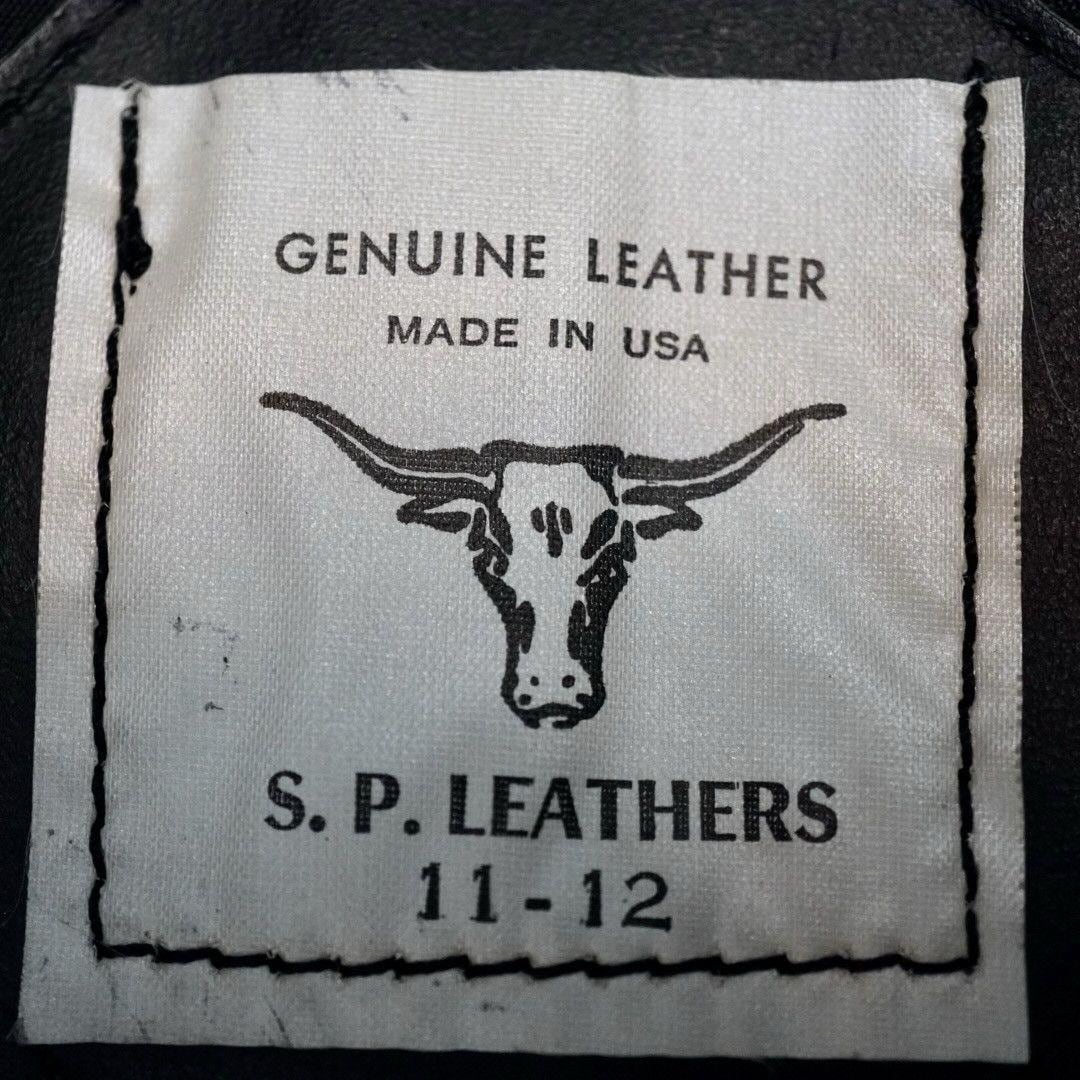 GENUINE LEATHER
MADE IN USA
S. P. LEATHERS
11 - 12